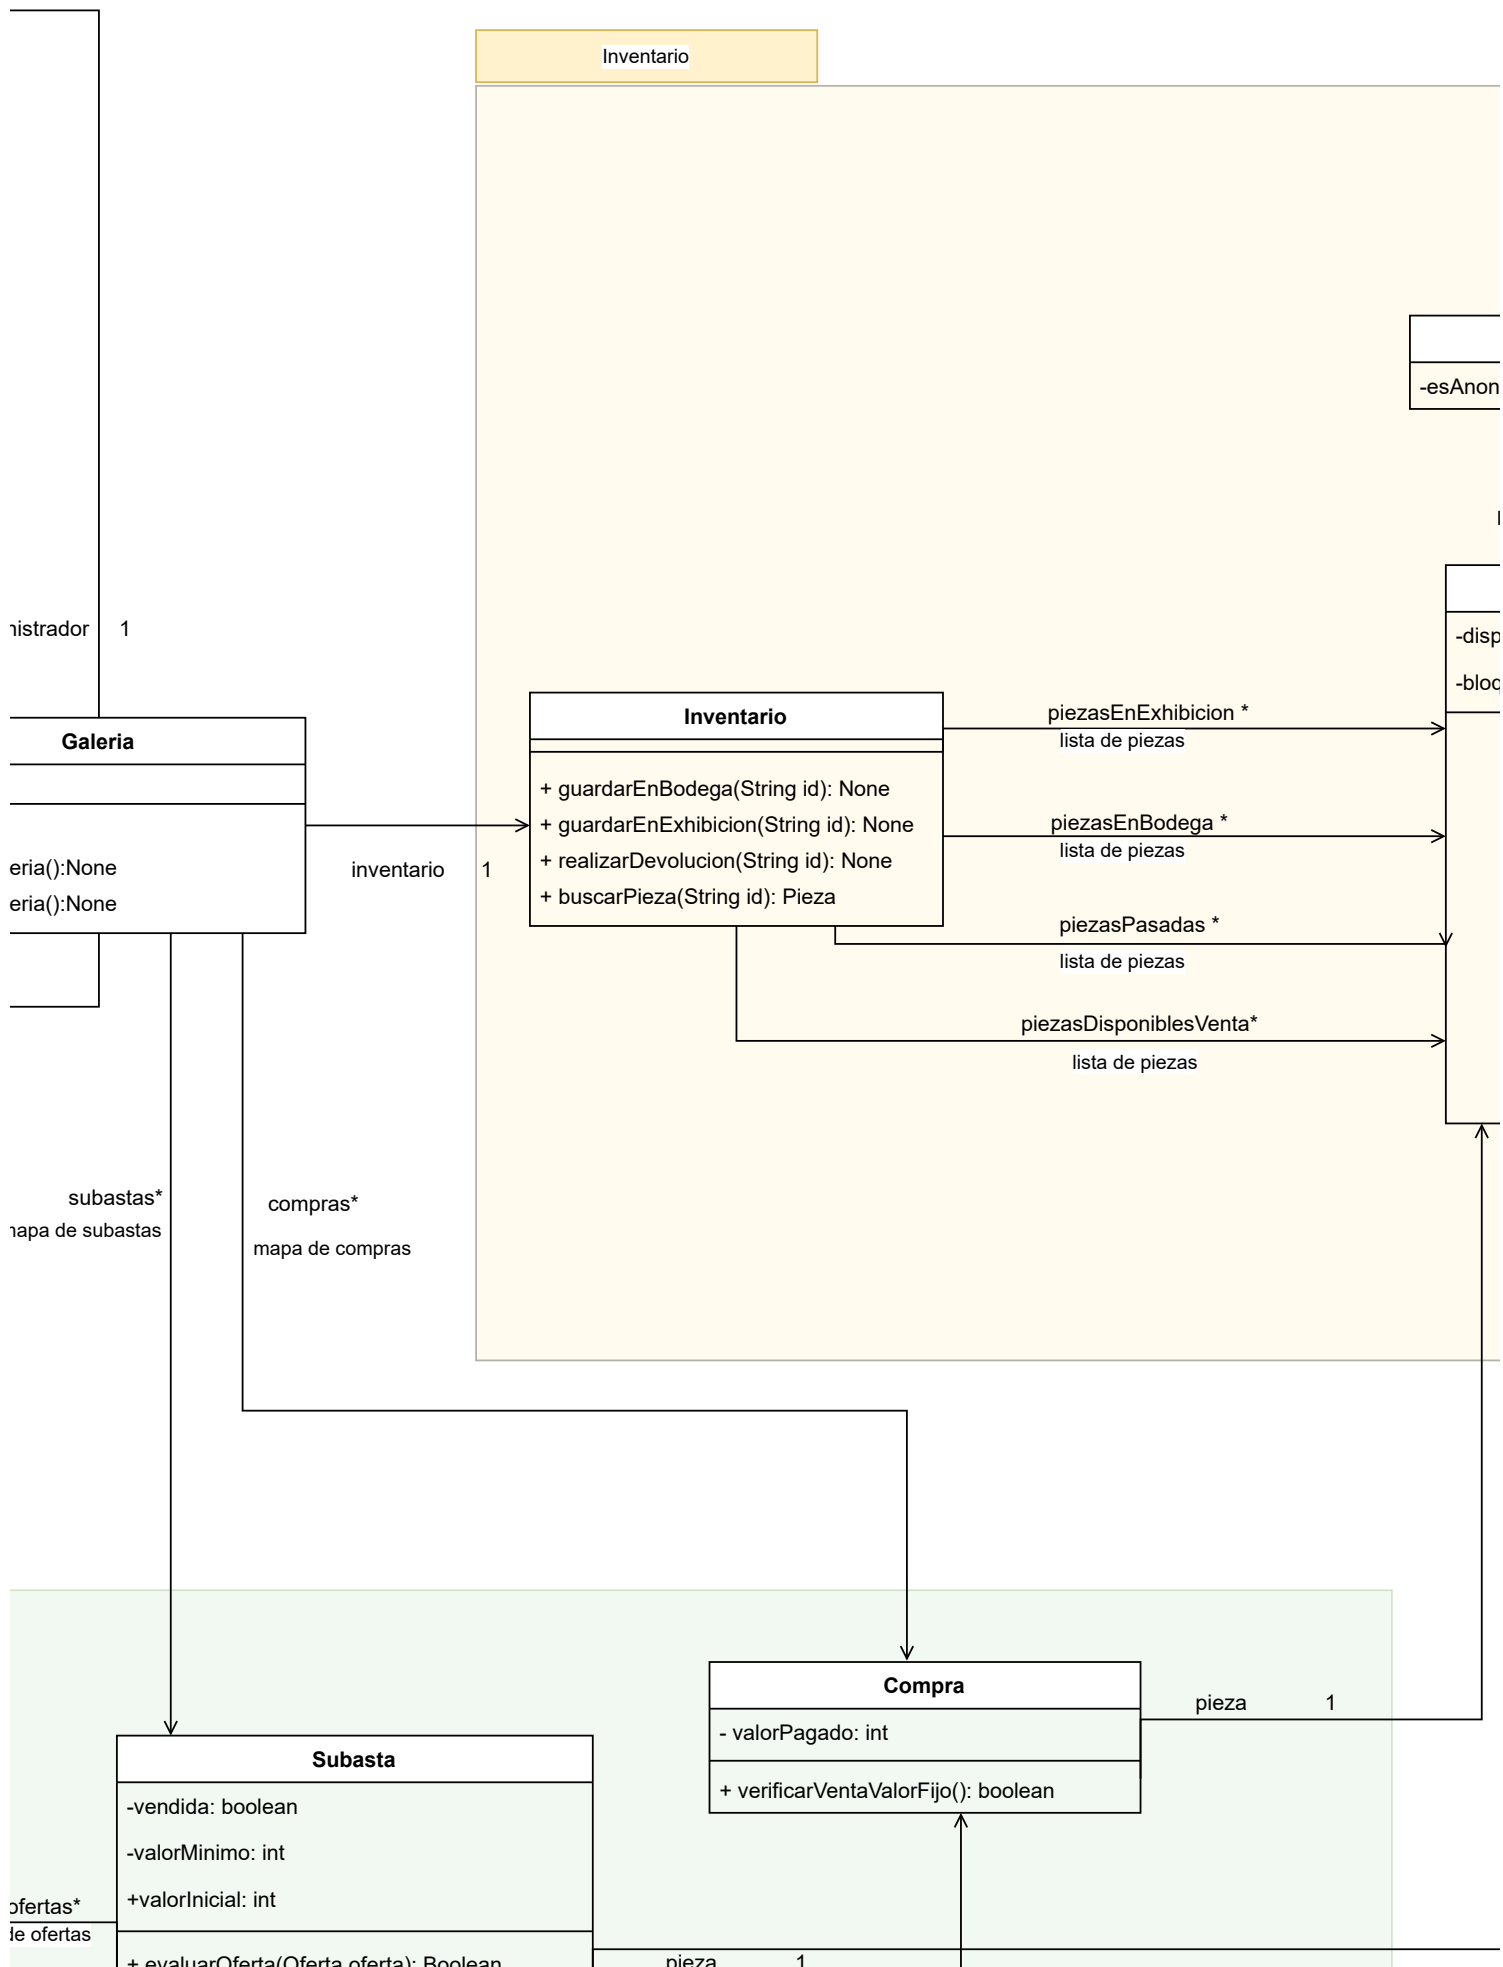 Inventario
-esAnon
nistrador 1
-disp
-bloq
Galeria
eria():None
eria():None
inventario 1
Inventario
+ guardarEnBodega(String id): None
+ guardarEnExhibicion(String id): None
+ realizarDevolucion(String id): None
+ buscarPieza(String id): Pieza
piezasEnExhibicion *
lista de piezas
piezasEnBodega *
lista de piezas
piezasPasadas *
lista de piezas
piezasDisponiblesVenta*
lista de piezas
subastas*
mapa de subastas
compras*
mapa de compras
Compra
- valorPagado: int
+ verificarVentaValorFijo(): boolean
pieza 1
Subasta
-vendida: boolean
-valorMinimo: int
+valorInicial: int
+ evaluarOferta(Oferta oferta): Boolean
ofertas*
de ofertas
pieza 1